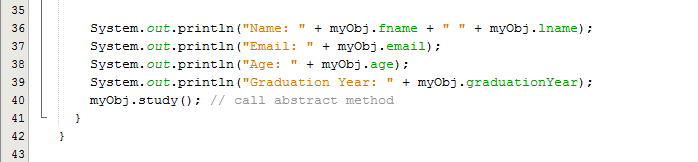 35
36 System.out.println("Name: " + myObj.fname + " " + myObj.lname);
37 System.out.println("Email: " + myObj.email);
38 System.out.println("Age: " + myObj.age);
39 System.out.println("Graduation Year: " + myObj.graduationYear);
40 myObj.study(); // call abstract method
41 }
42 }
43